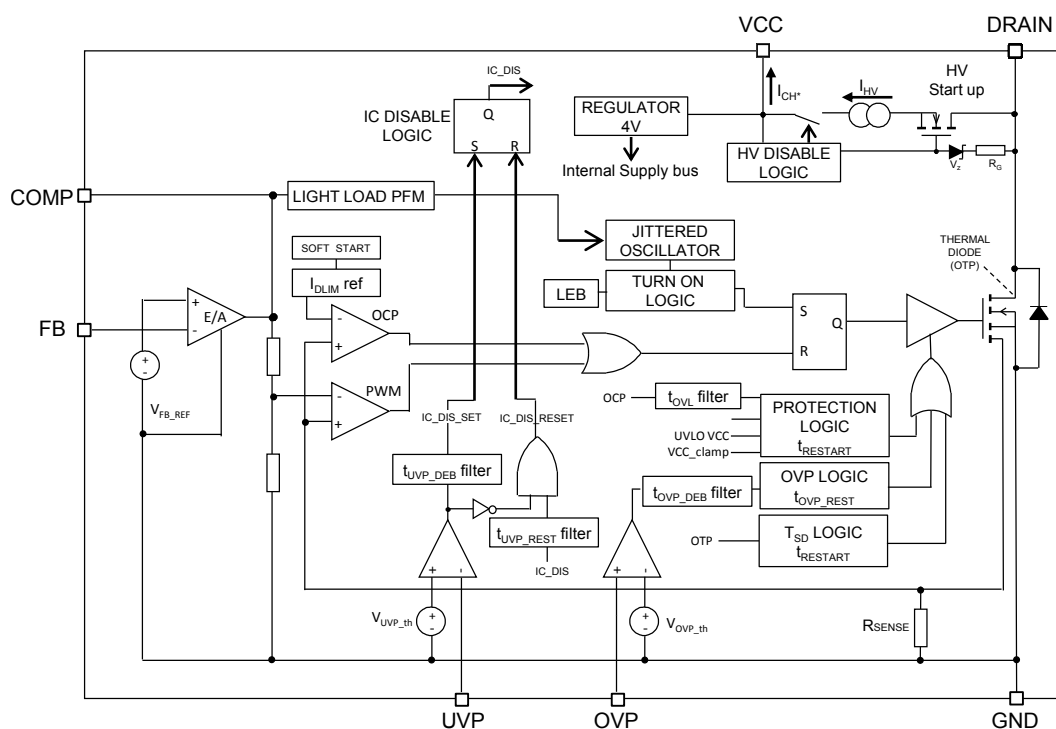 VCC
DRAIN
IC_DIS
I_CH*
I_HV
HV
Start up
IC DISABLE
LOGIC
Q
S
R
REGULATOR
4V
Internal Supply bus
HV DISABLE
LOGIC
V_z
R_G
COMP
LIGHT LOAD PFM
JITTERED
OSCILLATOR
SOFT START
I_DLIM ref
LEB
TURN ON
LOGIC
THERMAL
DIODE
(OTP)
FB
+
-
E/A
-
+
OCP
S
R
Q
+
-
V_FB_REF
-
+
PWM
IC_DIS_SET
IC_DIS_RESET
OCP
t_OVL filter
UVLO VCC
VCC_clamp
PROTECTION
LOGIC
t_RESTART
t_UVP_DEB filter
t_OVP_DEB filter
OVP LOGIC
t_OVP_REST
t_UVP_REST filter
IC_DIS
OTP
T_SD LOGIC
t_RESTART
+
-
+
-
V_UVP_th
+
-
V_OVP_th
+
-
RSENSE
UVP
OVP
GND